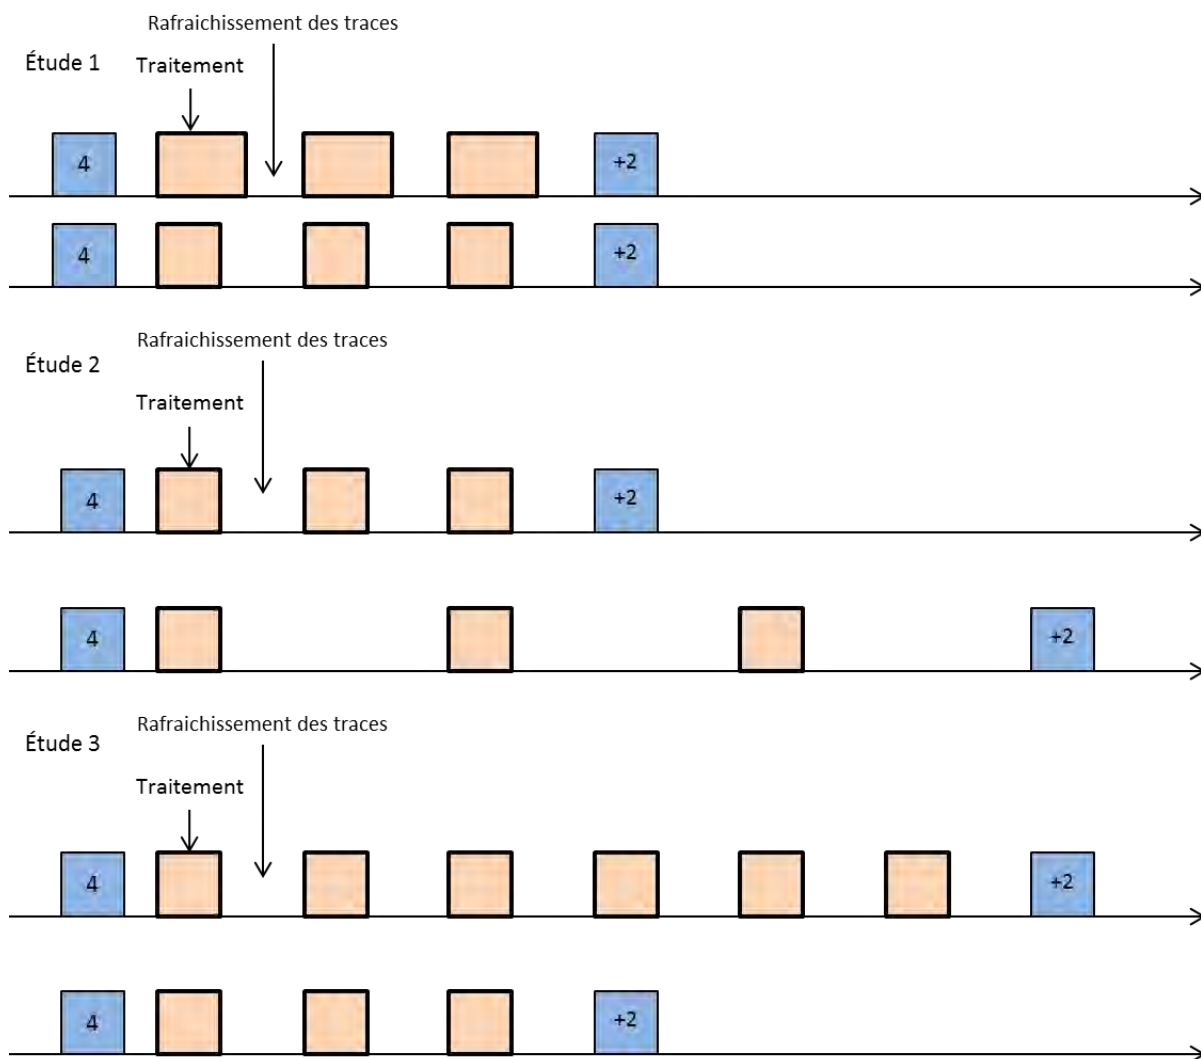 Rafraichissement des traces
Étude 1 Traitement
4 +2
4 +2
Rafraichissement des traces
Étude 2
Traitement
4 +2
4 +2
Rafraichissement des traces
Étude 3
Traitement
4 +2
4 +2